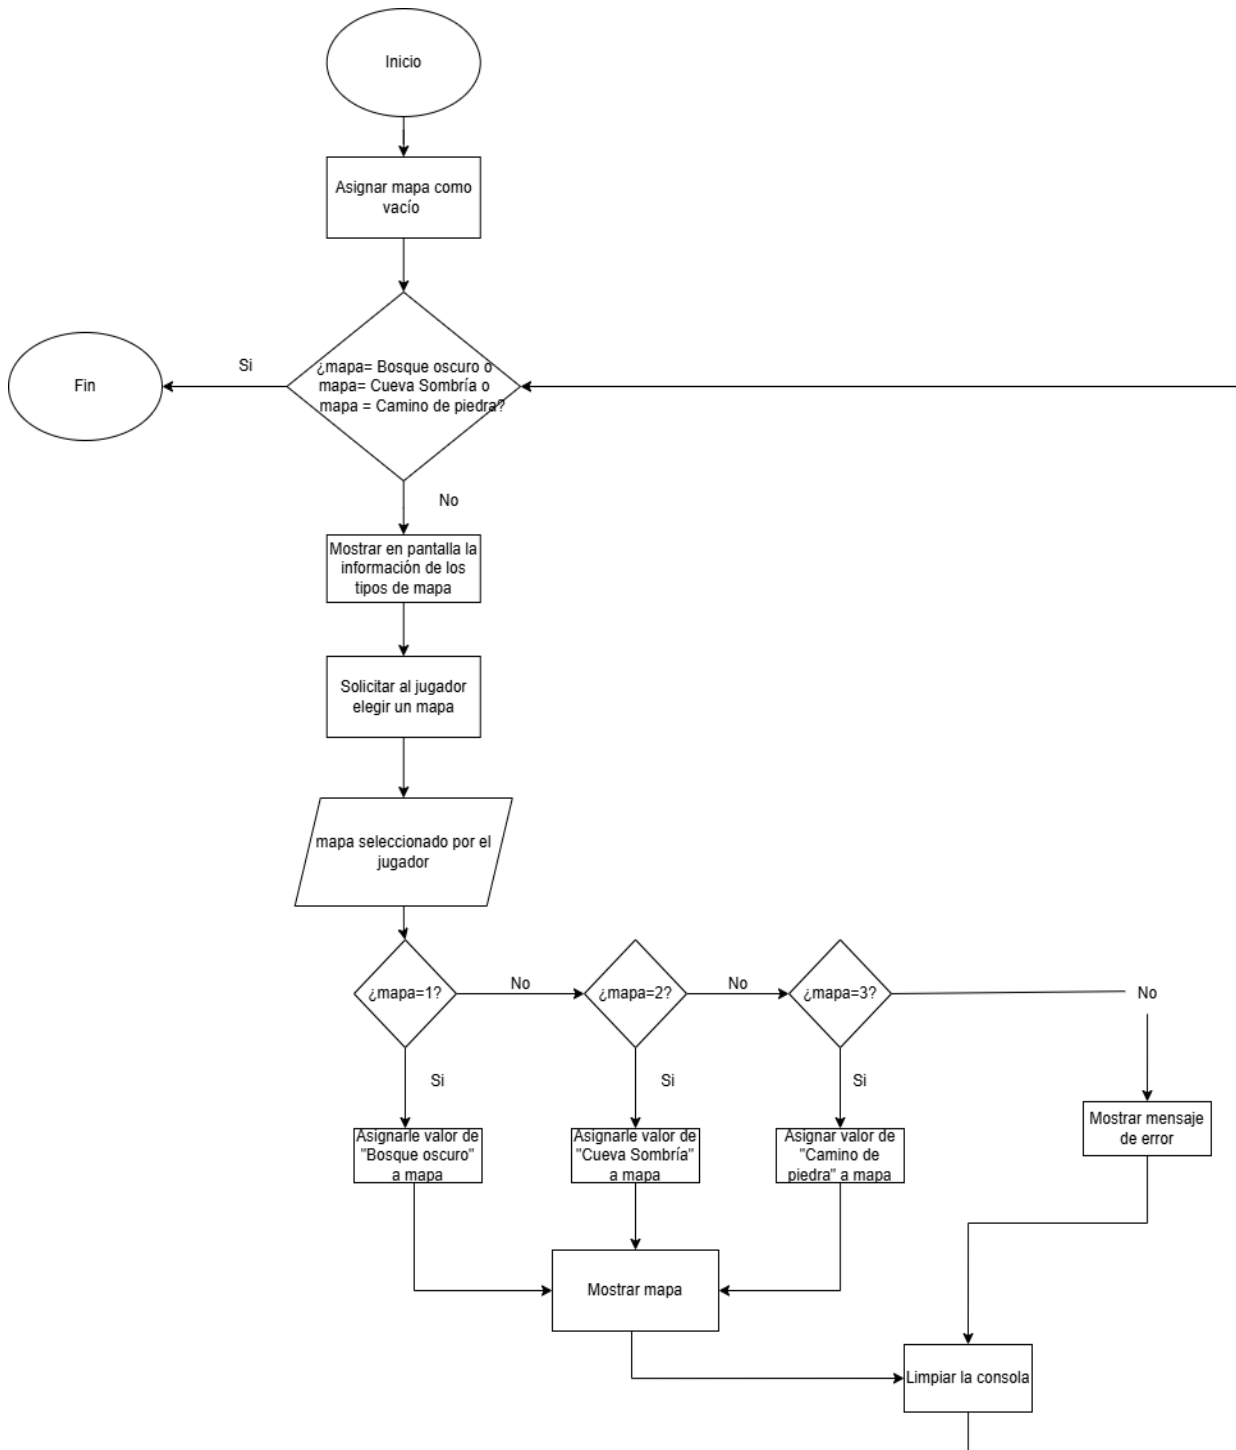 Inicio
Asignar mapa como
vacío
¿mapa= Bosque oscuro o
mapa= Cueva Sombría o
mapa = Camino de piedra?
Si
Fin
No
Mostrar en pantalla la
información de los
tipos de mapa
Solicitar al jugador
elegir un mapa
mapa seleccionado por el
jugador
¿mapa=1?
No
¿mapa=2?
No
¿mapa=3?
No
Si
Si
Si
Asignarle valor de
"Bosque oscuro"
a mapa
Asignarle valor de
"Cueva Sombría"
a mapa
Asignar valor de
"Camino de
piedra" a mapa
Mostrar mensaje
de error
Mostrar mapa
Limpiar la consola